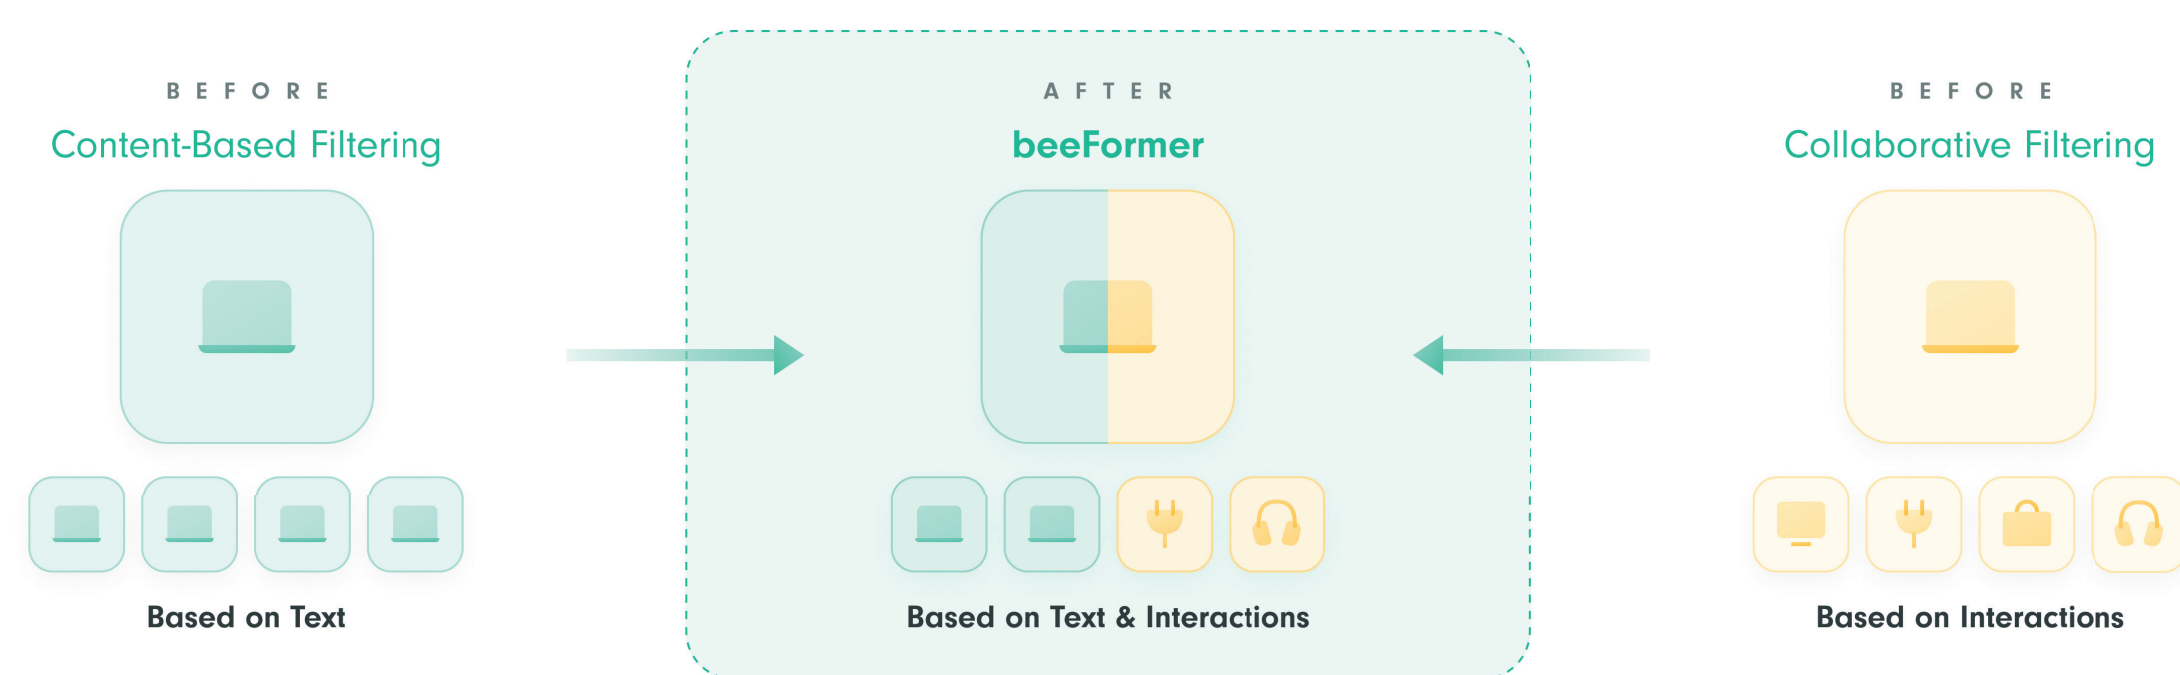 BEFORE
Content-Based Filtering
Based on Text
AFTER
beeFormer
Based on Text & Interactions
BEFORE
Collaborative Filtering
Based on Interactions